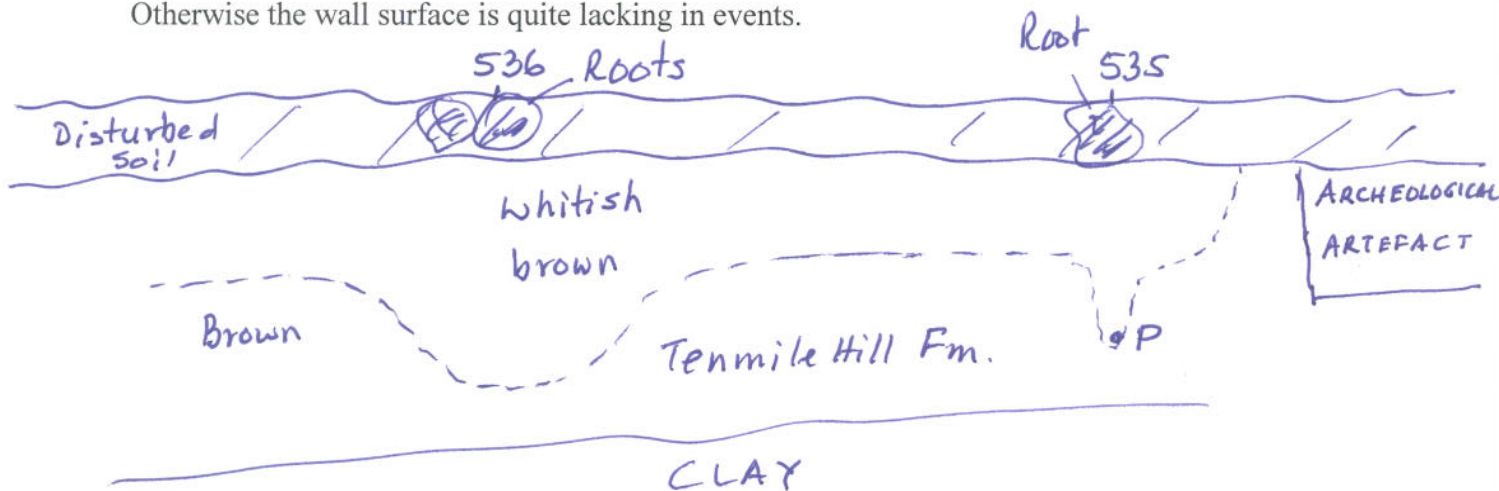 Otherwise the wall surface is quite lacking in events.
536 Roots
Root
535
Disturbed
soil
Whitish
brown
ARCHEOLOGICAL
ARTEFACT
Brown
Tenmile Hill Fm.
P
CLAY